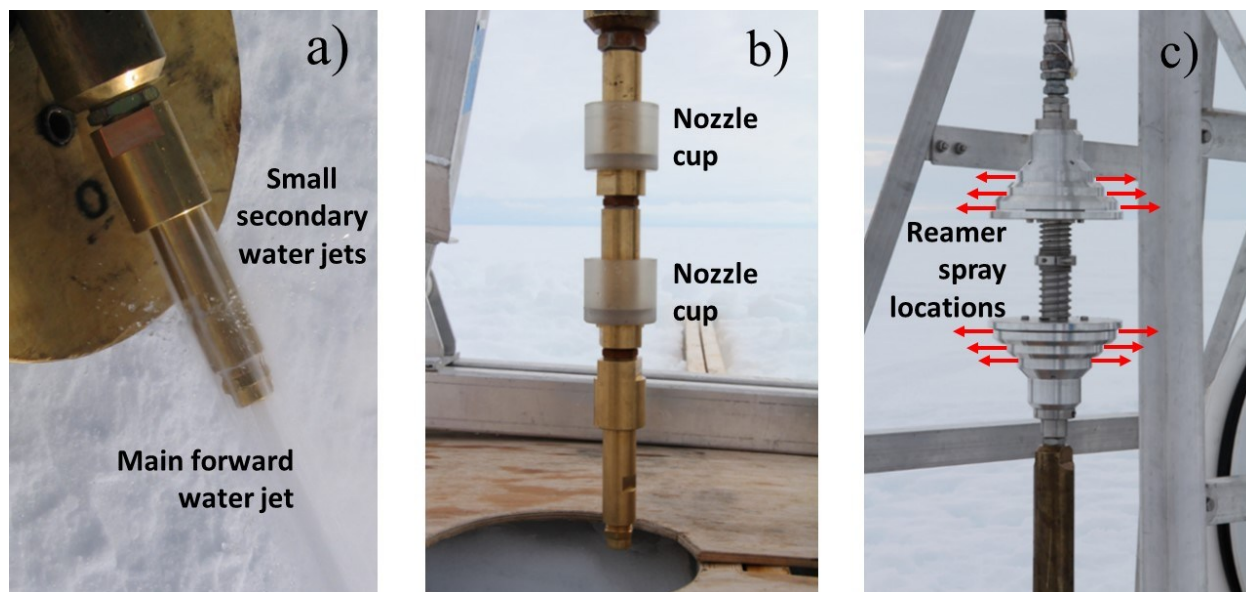 a)
Small
secondary
water jets
Main forward
water jet
b)
Nozzle
cup
Nozzle
cup
c)
Reamer
spray
locations